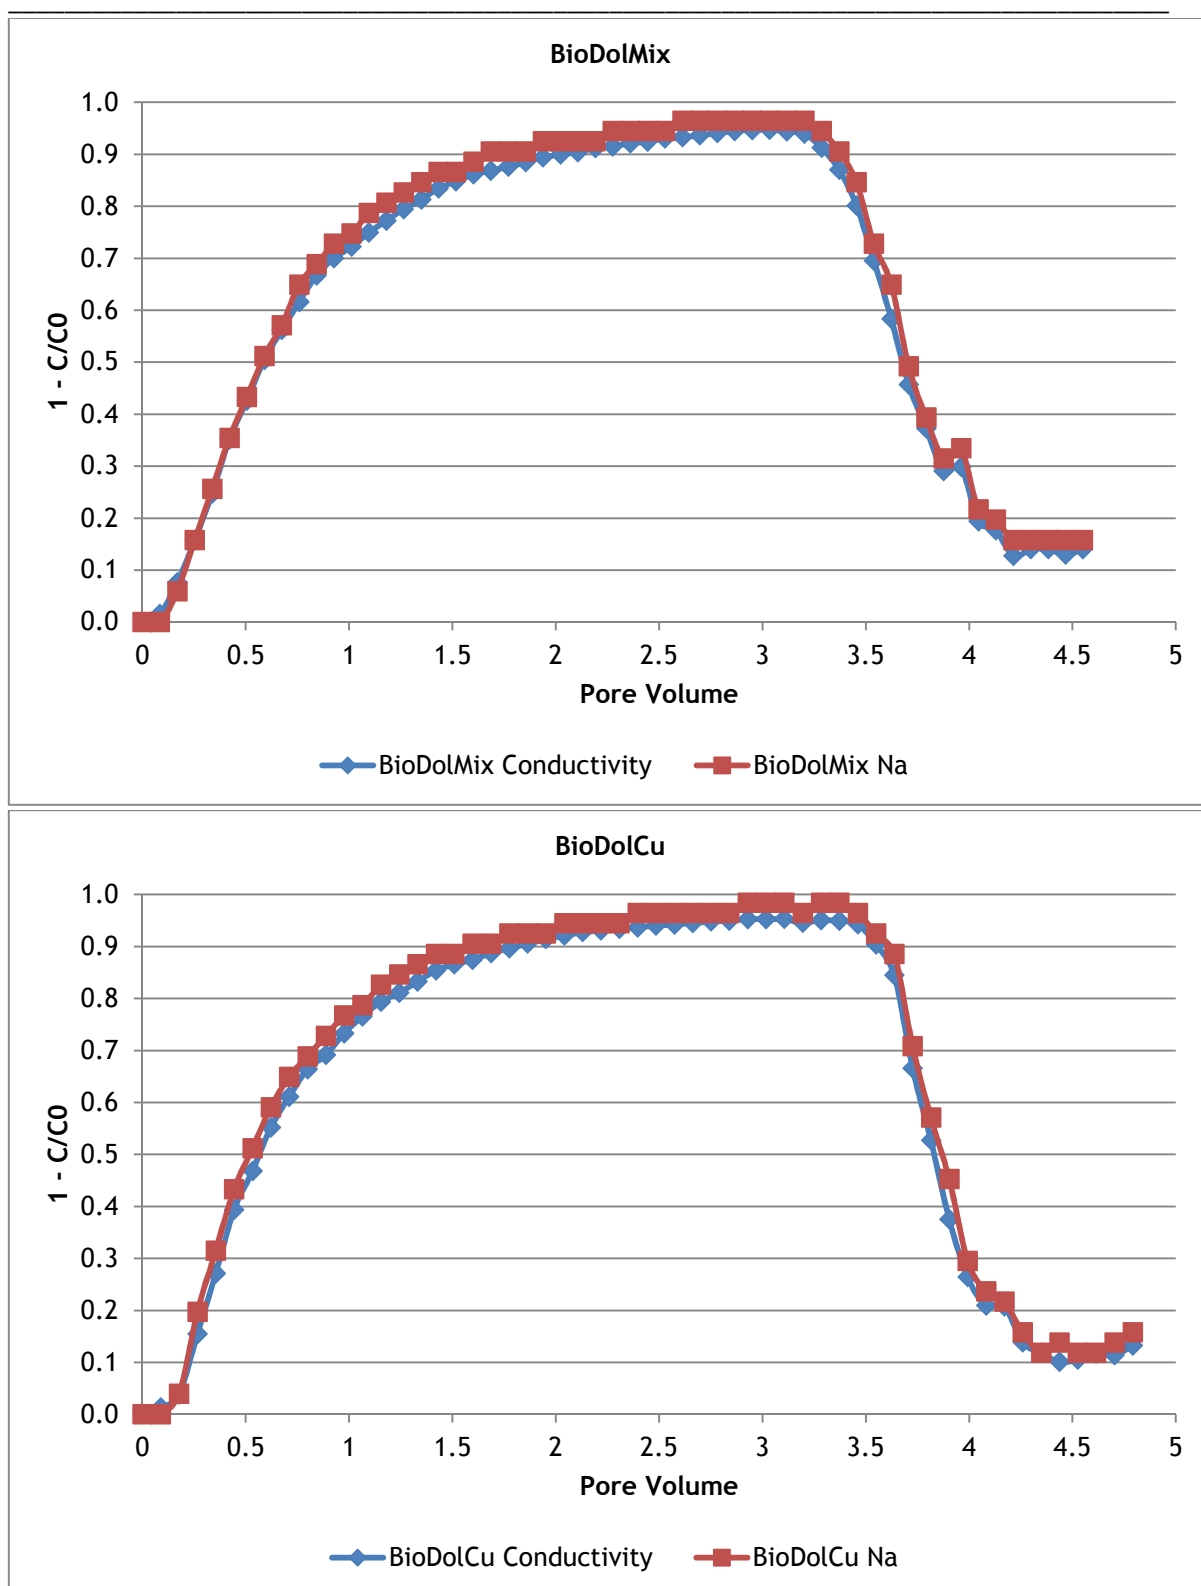 BioDolMix
1.0
0.9
0.8
0.7
0.6
0.5
0.4
0.3
0.2
0.1
0.0
1 - C/C0
0 0.5 1 1.5 2 2.5 3 3.5 4 4.5 5
Pore Volume
BioDolMix Conductivity BioDolMix Na
BioDolCu
1.0
0.9
0.8
0.7
0.6
0.5
0.4
0.3
0.2
0.1
0.0
1 - C/C0
0 0.5 1 1.5 2 2.5 3 3.5 4 4.5 5
Pore Volume
BioDolCu Conductivity BioDolCu Na